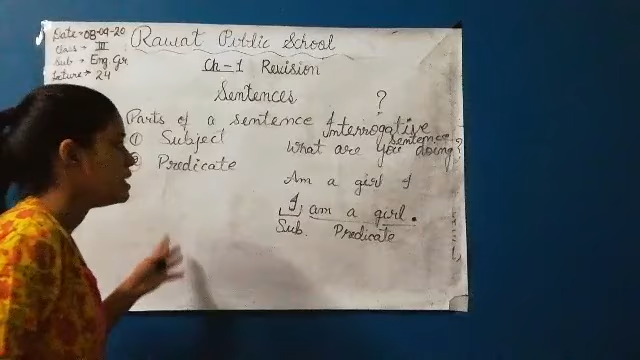 Date → 08-09-20
Class → III
Sub → Eng. Gr
Lecture → 24
Rawat Public School
Ch-1 Revision
Sentences
?
Parts of a sentence
① Subject
② Predicate
Interrogative
sentence
What are you doing?
Am a girl I
I am a girl.
Sub. Predicate